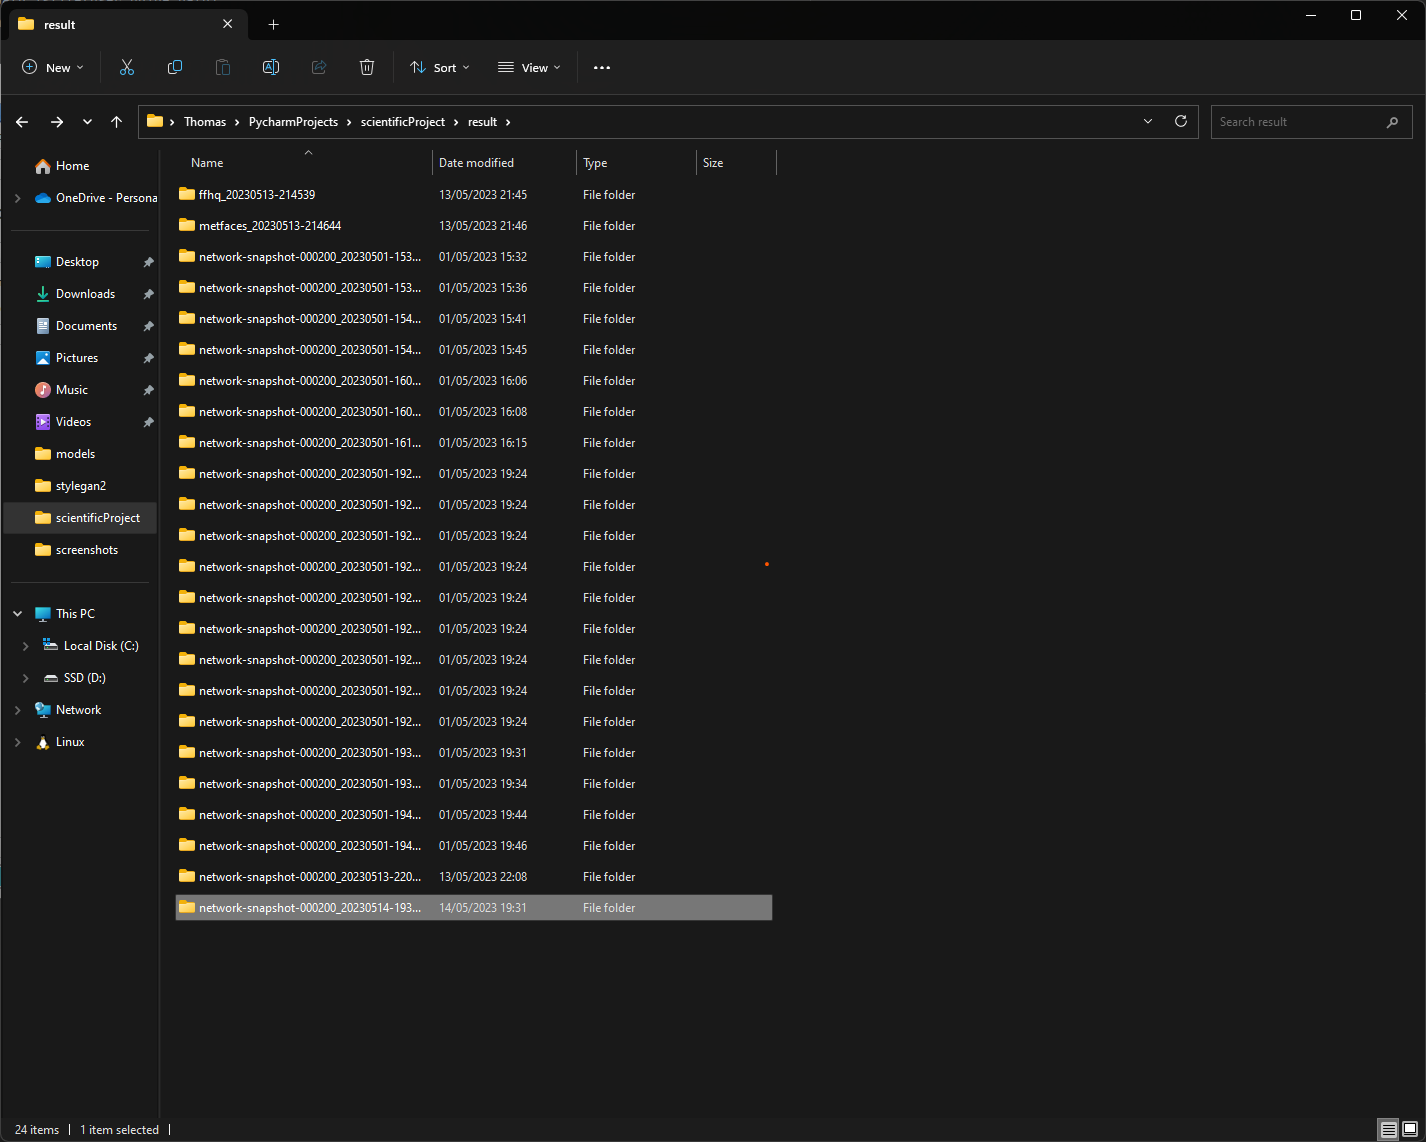 result
New Sort View
Thomas PycharmProjects scientificProject result Search result
Name Date modified Type Size
Home
OneDrive - Persona
Desktop
Downloads
Documents
Pictures
Music
Videos
models
stylegan2
scientificProject
screenshots
This PC
Local Disk (C:)
SSD (D:)
Network
Linux
ffhq_20230513-214539 13/05/2023 21:45 File folder
metfaces_20230513-214644 13/05/2023 21:46 File folder
network-snapshot-000200_20230501-153... 01/05/2023 15:32 File folder
network-snapshot-000200_20230501-153... 01/05/2023 15:36 File folder
network-snapshot-000200_20230501-154... 01/05/2023 15:41 File folder
network-snapshot-000200_20230501-154... 01/05/2023 15:45 File folder
network-snapshot-000200_20230501-160... 01/05/2023 16:06 File folder
network-snapshot-000200_20230501-160... 01/05/2023 16:08 File folder
network-snapshot-000200_20230501-161... 01/05/2023 16:15 File folder
network-snapshot-000200_20230501-192... 01/05/2023 19:24 File folder
network-snapshot-000200_20230501-192... 01/05/2023 19:24 File folder
network-snapshot-000200_20230501-192... 01/05/2023 19:24 File folder
network-snapshot-000200_20230501-192... 01/05/2023 19:24 File folder
network-snapshot-000200_20230501-192... 01/05/2023 19:24 File folder
network-snapshot-000200_20230501-192... 01/05/2023 19:24 File folder
network-snapshot-000200_20230501-192... 01/05/2023 19:24 File folder
network-snapshot-000200_20230501-192... 01/05/2023 19:24 File folder
network-snapshot-000200_20230501-192... 01/05/2023 19:24 File folder
network-snapshot-000200_20230501-193... 01/05/2023 19:31 File folder
network-snapshot-000200_20230501-193... 01/05/2023 19:34 File folder
network-snapshot-000200_20230501-194... 01/05/2023 19:44 File folder
network-snapshot-000200_20230501-194... 01/05/2023 19:46 File folder
network-snapshot-000200_20230513-220... 13/05/2023 22:08 File folder
network-snapshot-000200_20230514-193... 14/05/2023 19:31 File folder
24 items 1 item selected